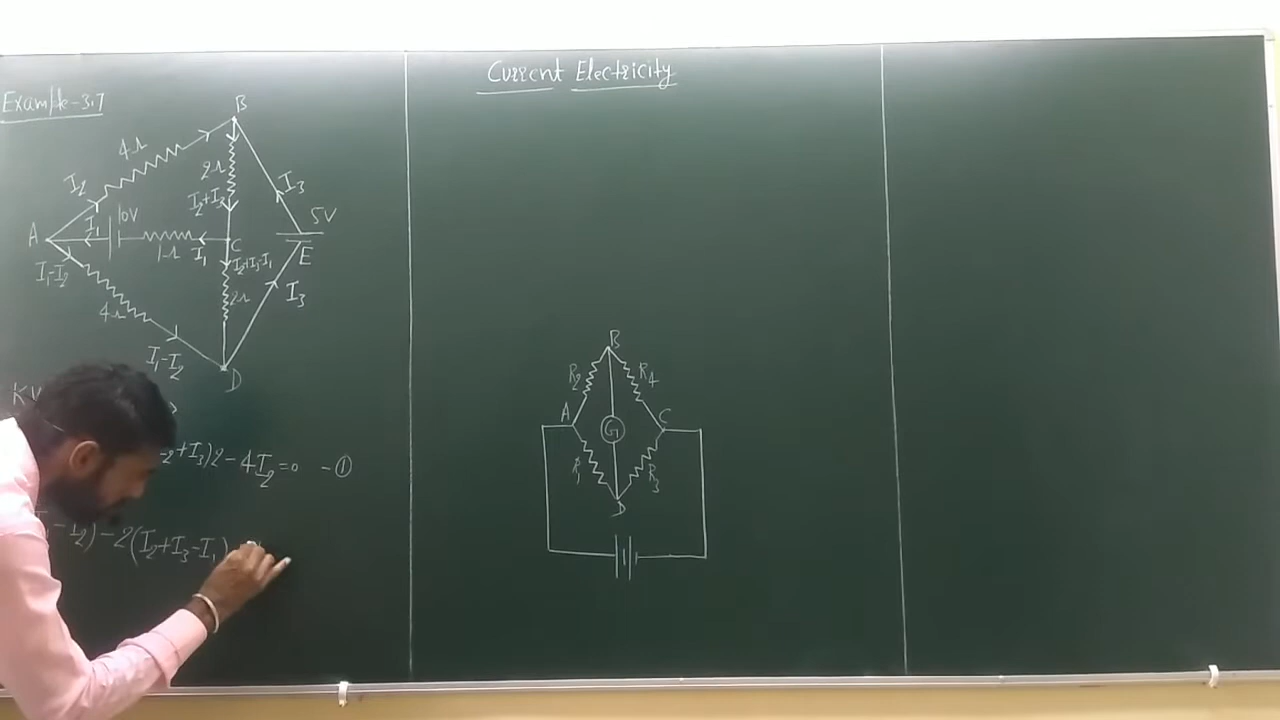 Current Electricity
Example-3.7
B
4Ω
I₂
2Ω
I₂+I₃
I₃
5V
10V
A
I₁
1Ω
I₁
C
E
I₁-I₂
I₂+I₃-I₁
2Ω
I₃
4Ω
I₁-I₂
D
+I₃)2-4I₂=0 -①
-I₂)-2(I₂+I₃-I₁)
B
R₂
R₄
A
G
C
R₁
R₃
D